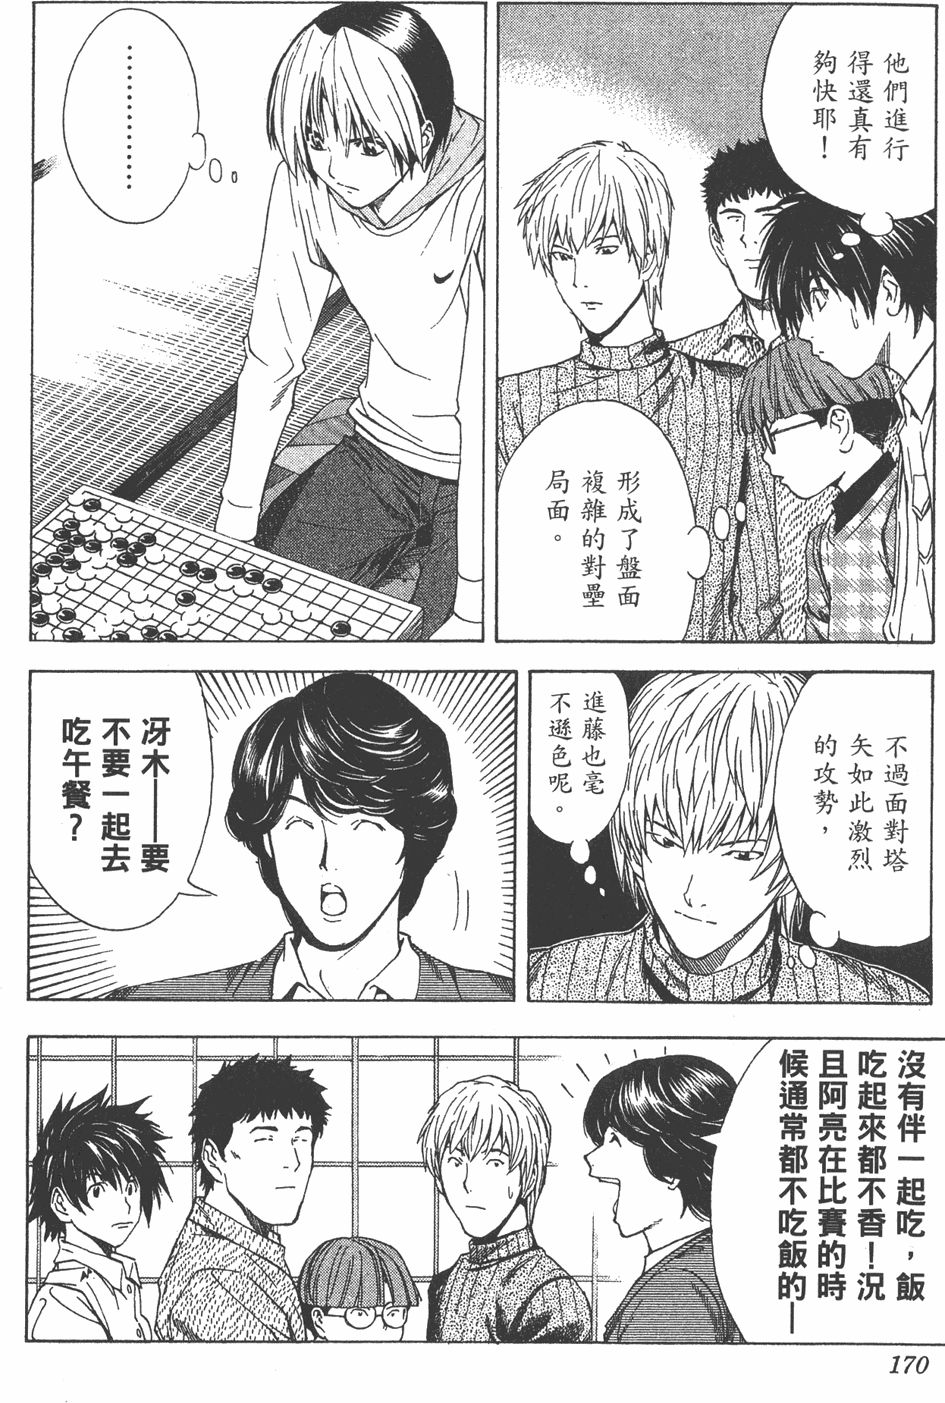 他們進行
得還真有
夠快耶！
形成了盤面
複雜的對壘
局面。
…………
不過面對塔
矢如此激烈
的攻勢，
進藤也毫
不遜色呢。
冴木——要
不要一起去
吃午餐？
沒有伴一起吃，飯
吃起來都不香！況
且阿亮在比賽的時
候通常都不吃飯的—
170